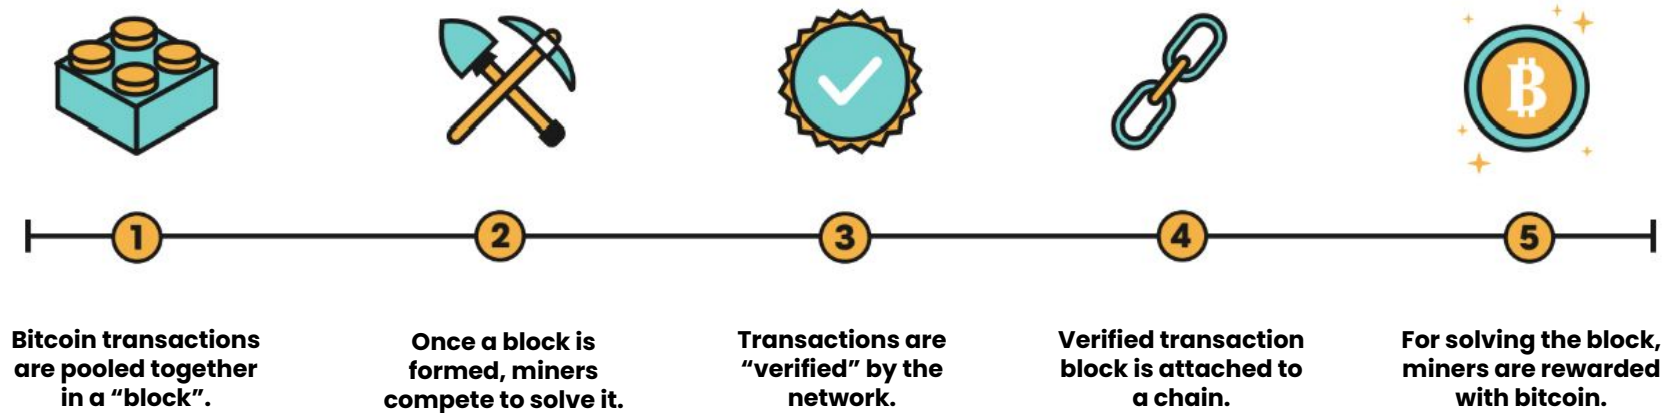 1
2
3
4
5
Bitcoin transactions
are pooled together
in a “block”.
Once a block is
formed, miners
compete to solve it.
Transactions are
“verified” by the
network.
Verified transaction
block is attached to
a chain.
For solving the block,
miners are rewarded
with bitcoin.